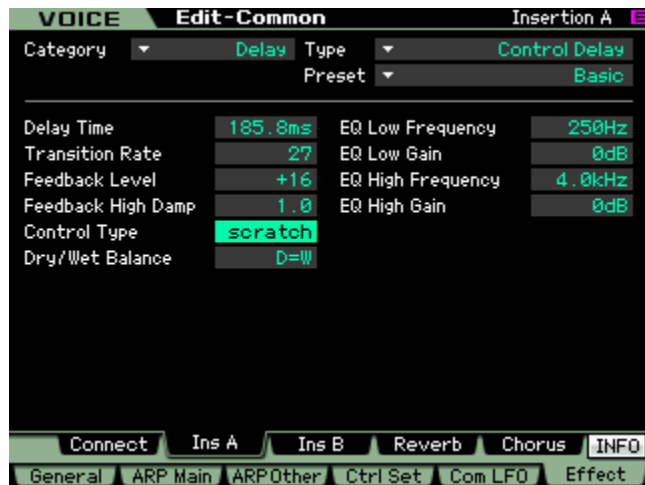 VOICE Edit-Common Insertion A E
Category Delay Type Control Delay
Preset Basic
Delay Time 185.8ms EQ Low Frequency 250Hz
Transition Rate 27 EQ Low Gain 0dB
Feedback Level +16 EQ High Frequency 4.0kHz
Feedback High Damp 1.0 EQ High Gain 0dB
Control Type scratch
Dry/Wet Balance D=W
Connect Ins A Ins B Reverb Chorus INFO
General ARP Main ARP Other Ctrl Set Com LFO Effect